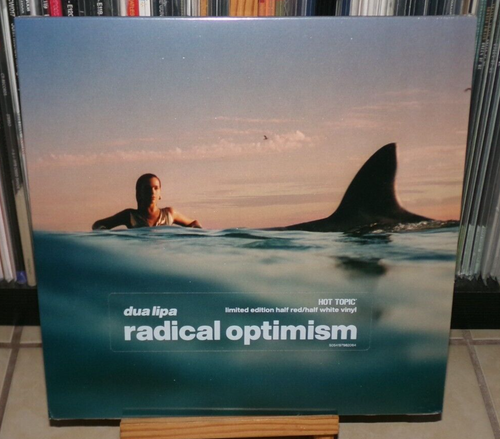 HOT TOPIC
dua lipa
limited edition half red/half white vinyl
radical optimism